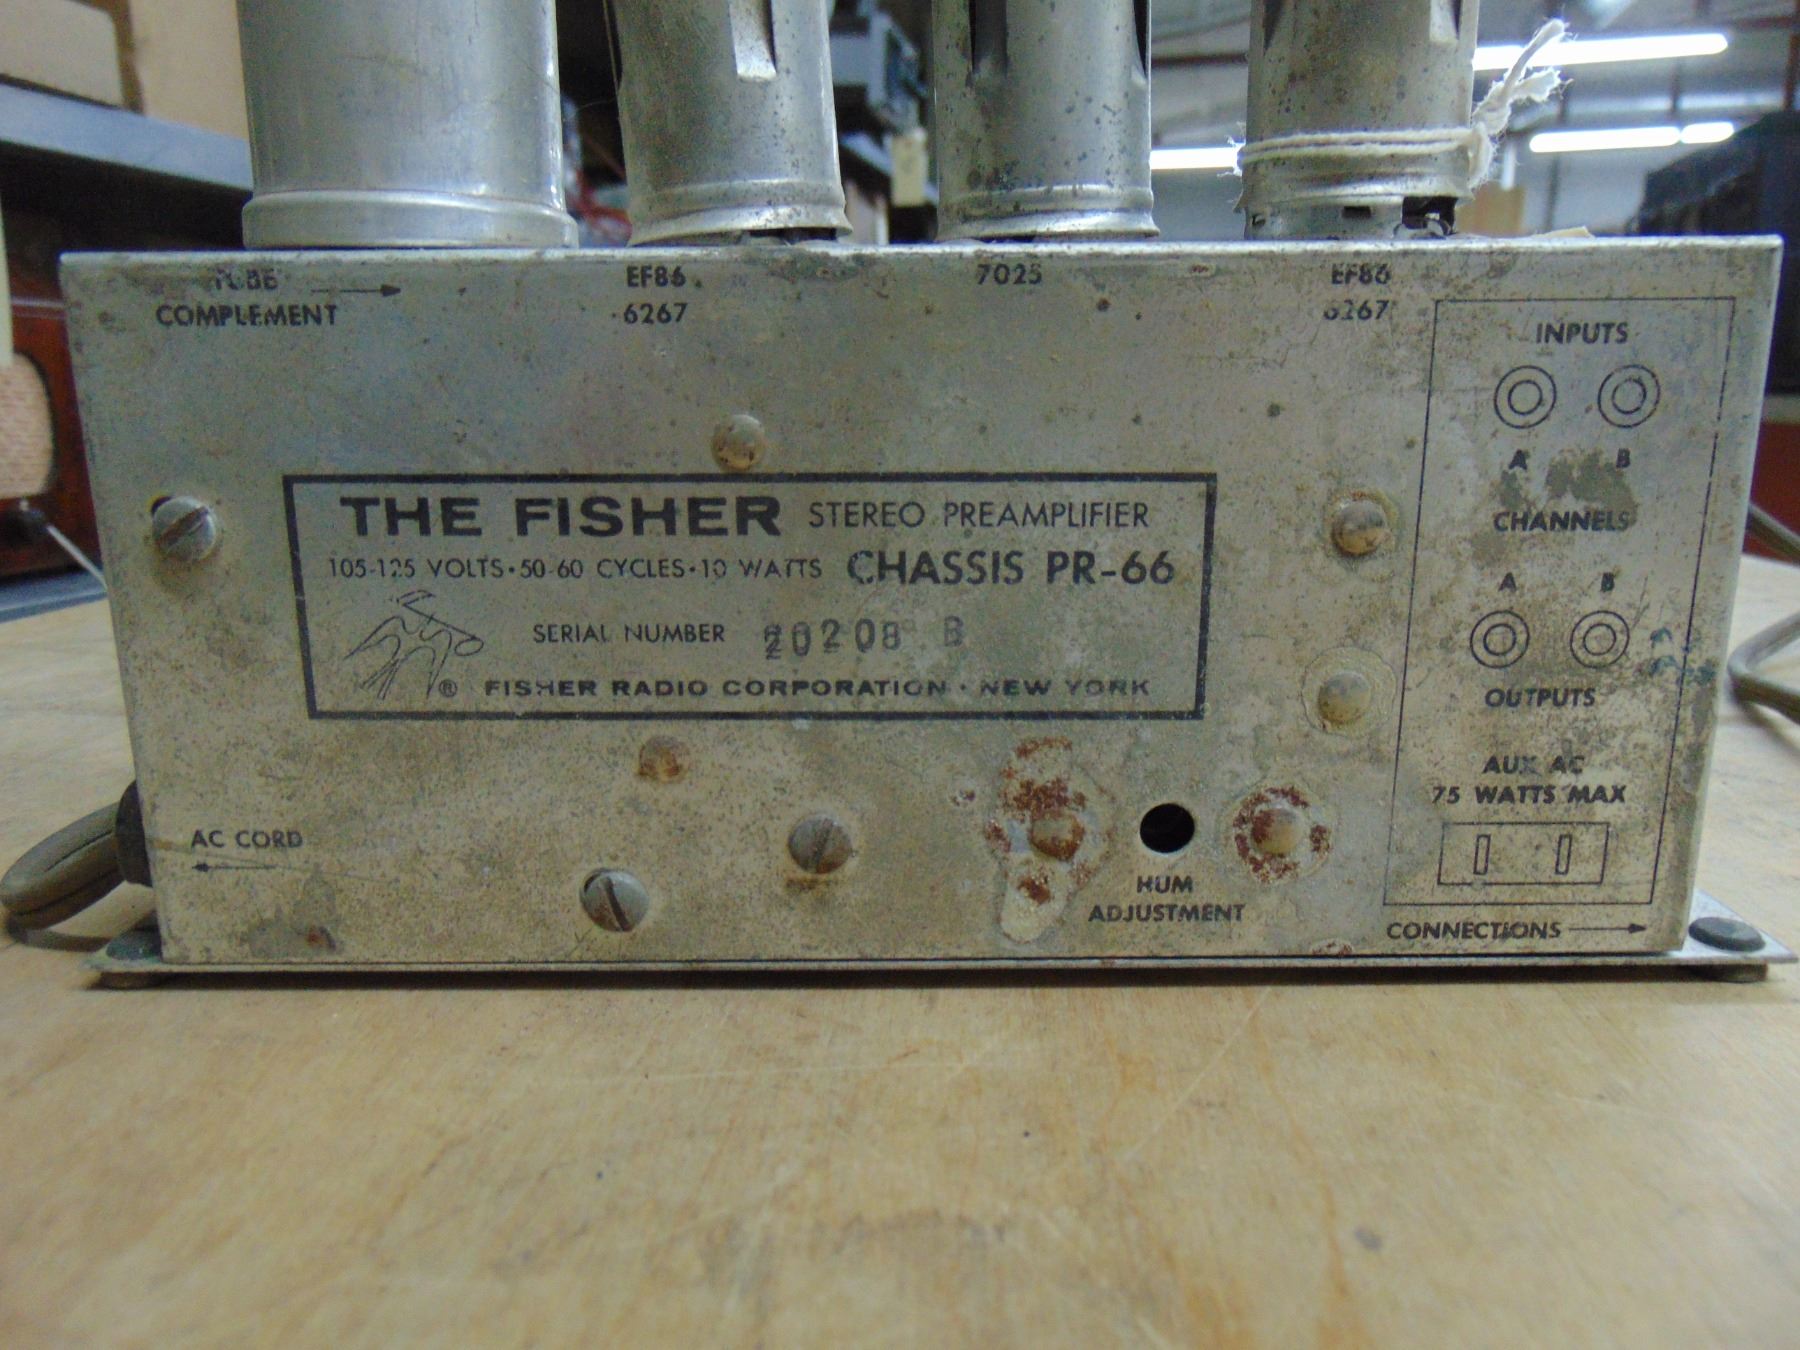 TUBE EF86 7025 EF86
COMPLEMENT 6267 6267
INPUTS
A B
CHANNELS
A B
OUTPUTS
AUX AC
75 WATTS MAX
CONNECTIONS
THE FISHER STEREO PREAMPLIFIER
105-125 VOLTS·50-60 CYCLES·10 WATTS CHASSIS PR-66
SERIAL NUMBER 20208 B
® FISHER RADIO CORPORATION · NEW YORK
AC CORD
HUM
ADJUSTMENT